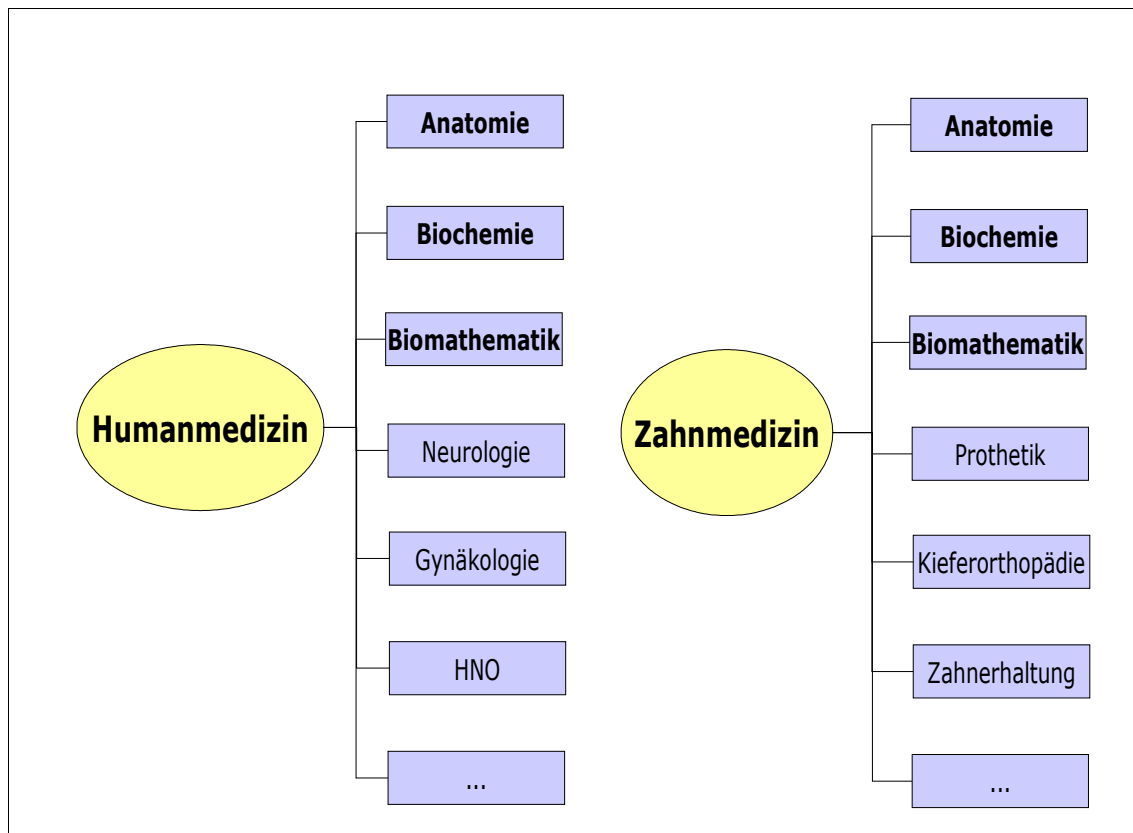 Humanmedizin
Anatomie
Biochemie
Biomathematik
Neurologie
Gynäkologie
HNO
...
Zahnmedizin
Anatomie
Biochemie
Biomathematik
Prothetik
Kieferorthopädie
Zahnerhaltung
...